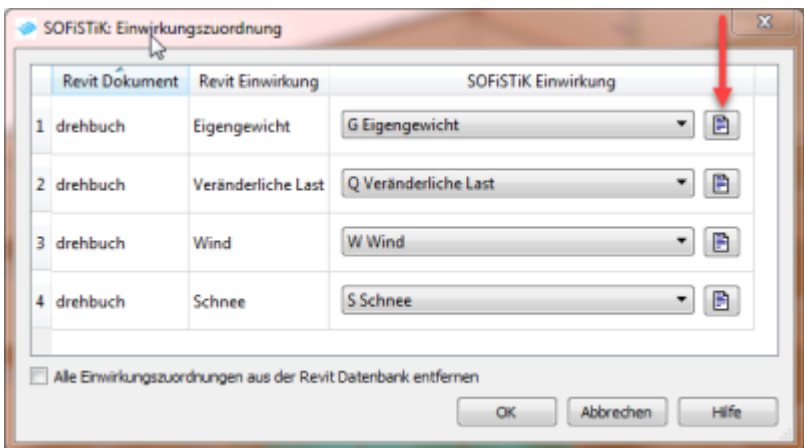 SOFiSTiK: Einwirkungszuordnung
Revit Dokument Revit Einwirkung SOFiSTiK Einwirkung
1 drehbuch Eigengewicht G Eigengewicht
2 drehbuch Veränderliche Last Q Veränderliche Last
3 drehbuch Wind W Wind
4 drehbuch Schnee S Schnee
Alle Einwirkungszuordnungen aus der Revit Datenbank entfernen
OK Abbrechen Hilfe